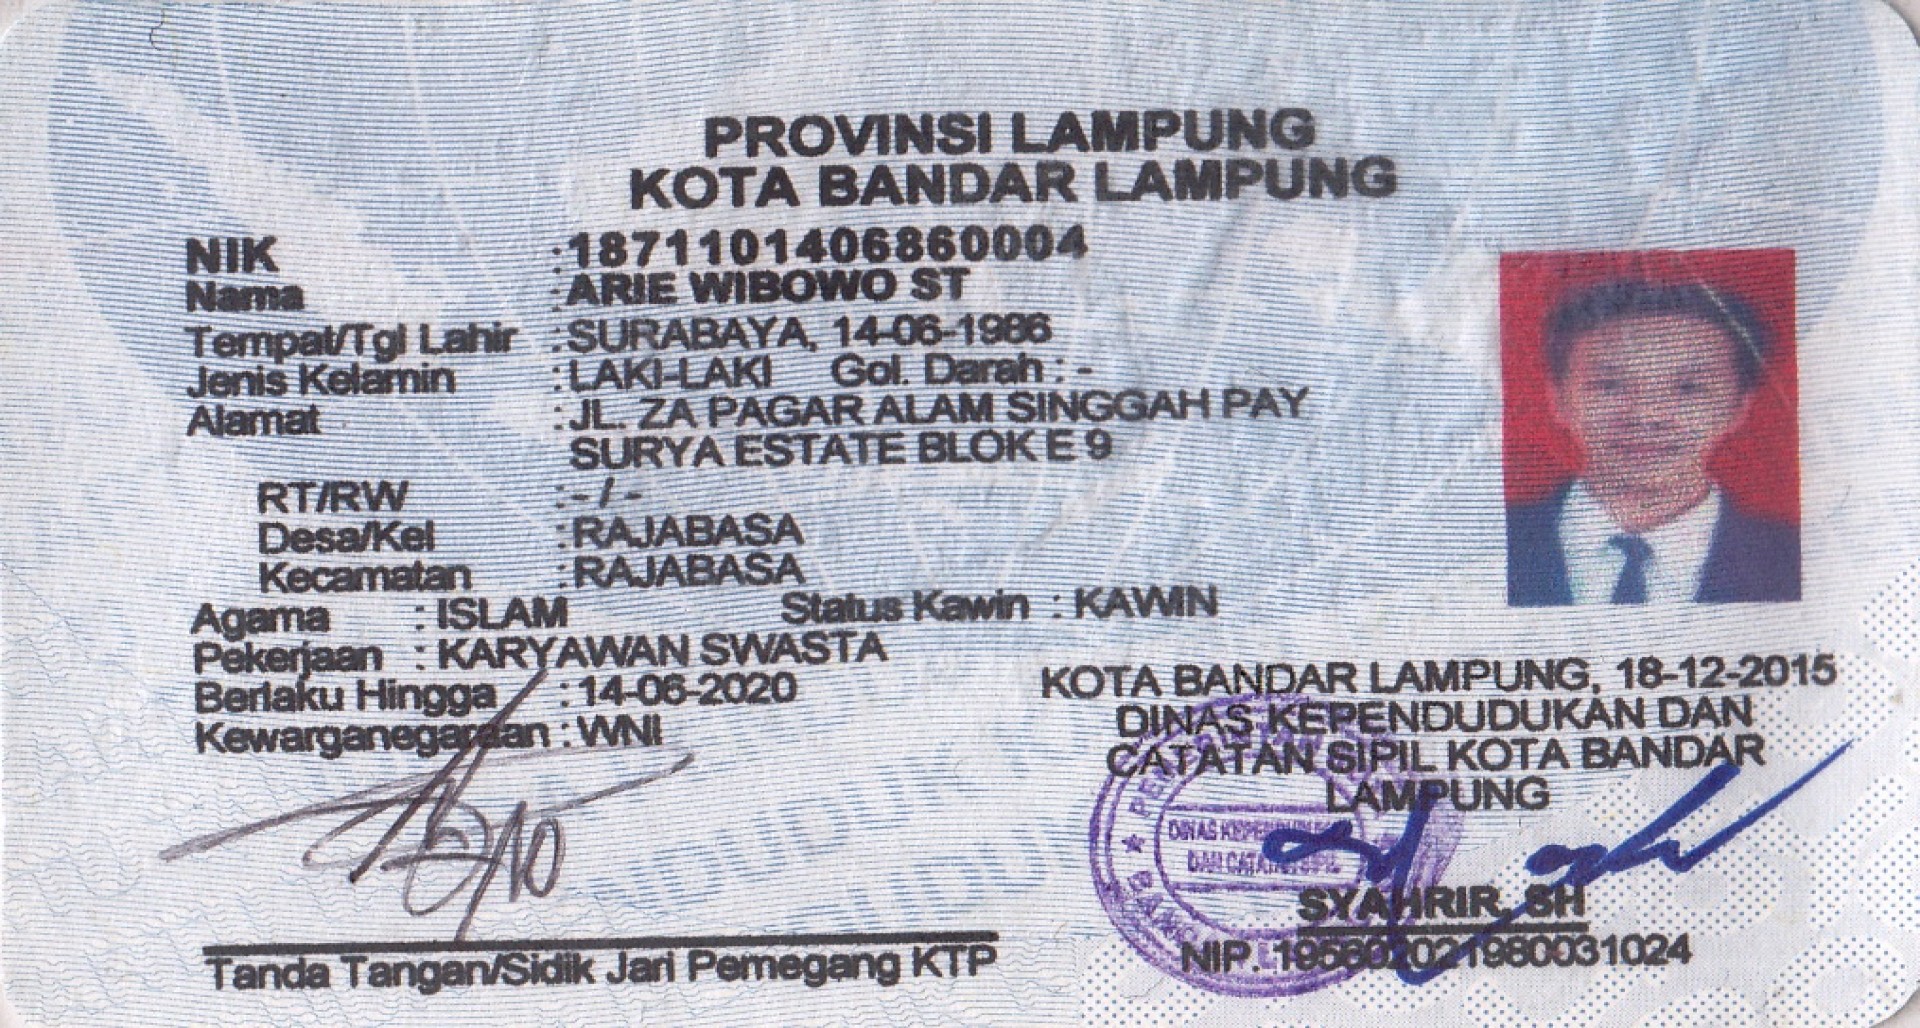 PROVINSI LAMPUNG
KOTA BANDAR LAMPUNG
NIK : 1871101406860004
Nama : ARIE WIBOWO ST
Tempat/Tgl Lahir : SURABAYA, 14-06-1986
Jenis Kelamin : LAKI-LAKI Gol. Darah : -
Alamat : JL. ZA PAGAR ALAM SINGGAH PAY
SURYA ESTATE BLOK E 9
RT/RW : - / -
Desa/Kel : RAJABASA
Kecamatan : RAJABASA
Agama : ISLAM Status Kawin : KAWIN
Pekerjaan : KARYAWAN SWASTA
Berlaku Hingga : 14-06-2020
Kewarganegaraan : WNI
KOTA BANDAR LAMPUNG, 18-12-2015
DINAS KEPENDUDUKAN DAN
CATATAN SIPIL KOTA BANDAR
LAMPUNG
DINAS KEPENDUDUKAN
DAN CATATAN SIPIL
SYAHRIR, SH
NIP. 195602021980031024
Tanda Tangan/Sidik Jari Pemegang KTP